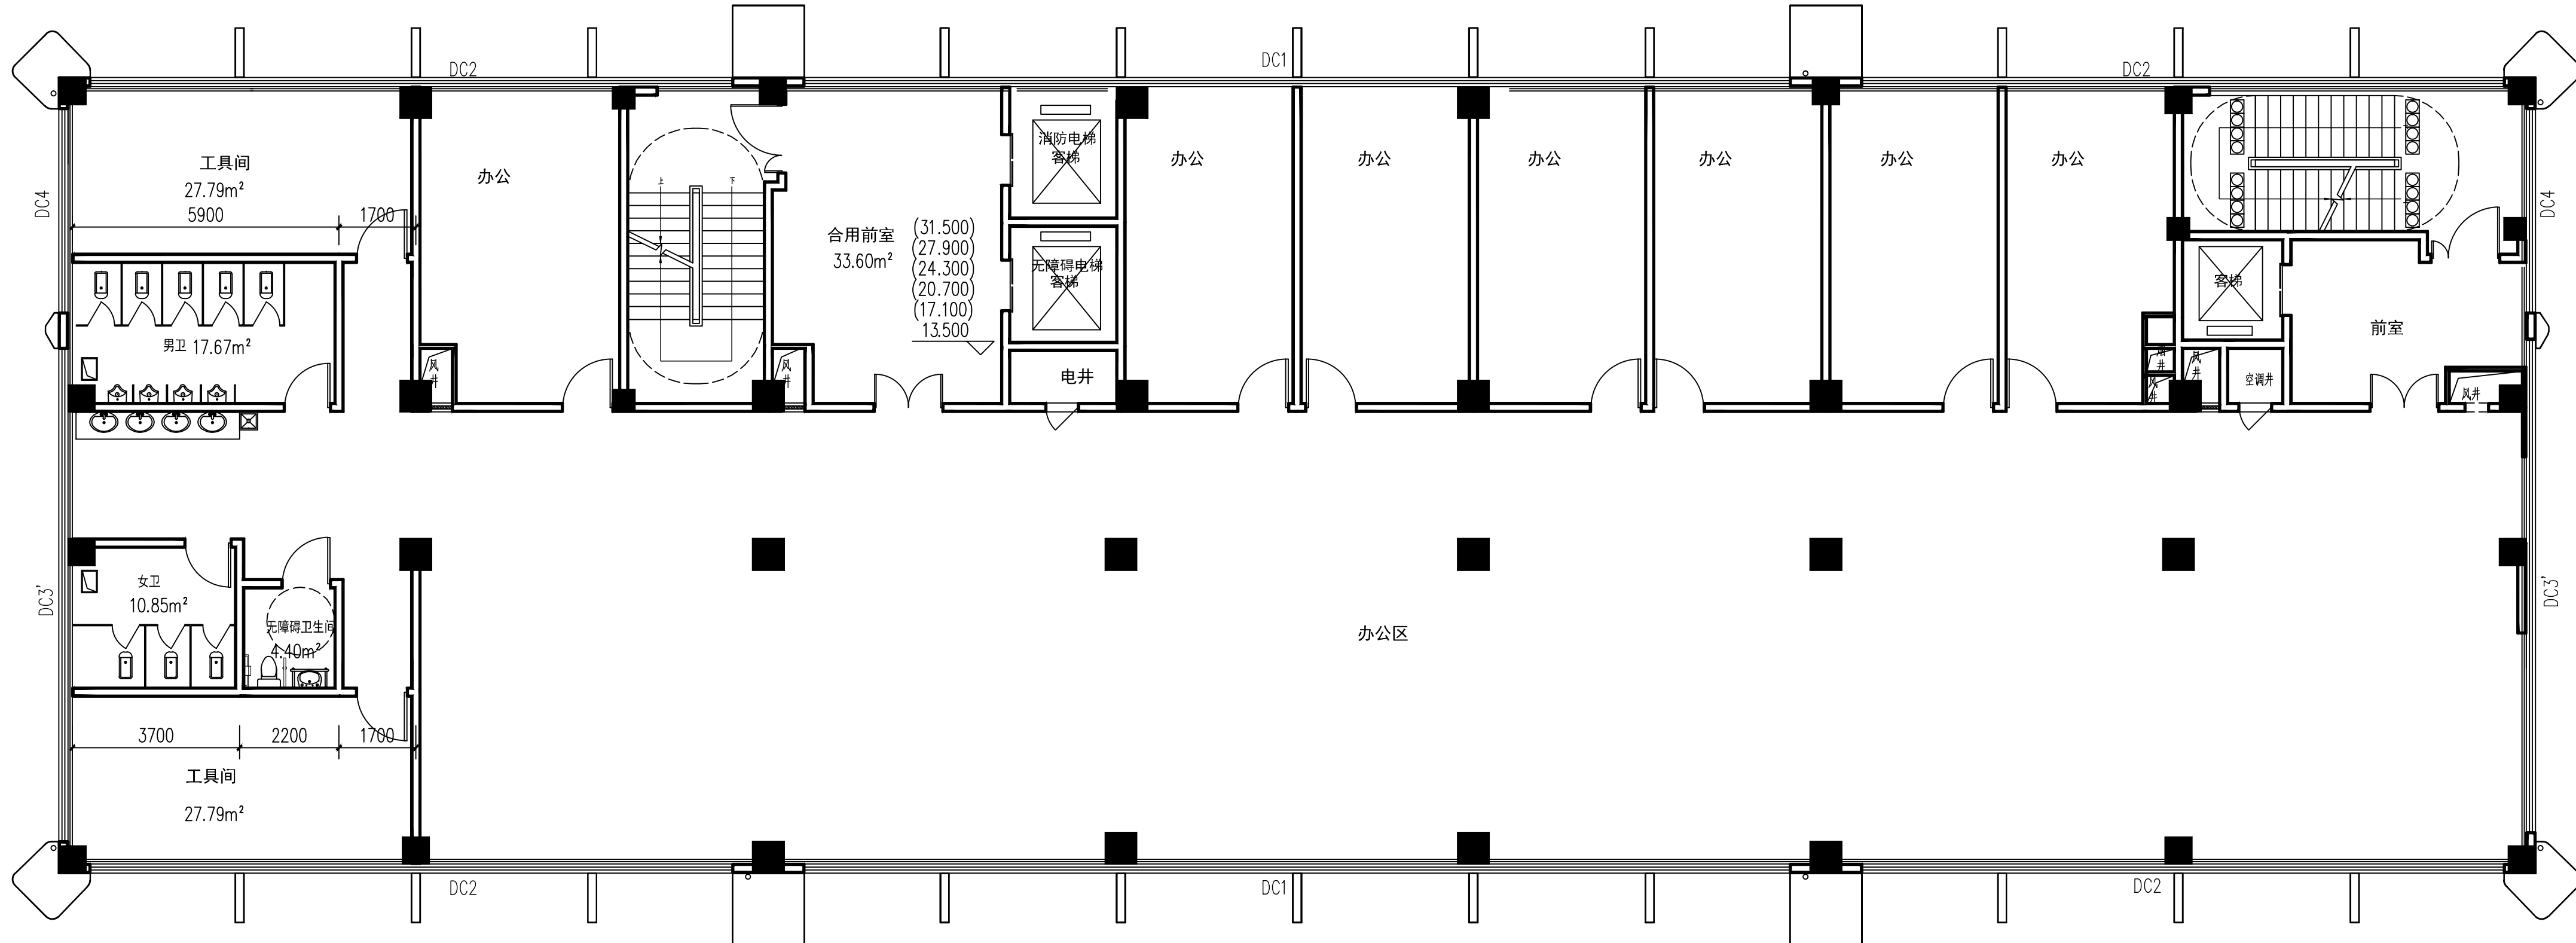 DC2
DC1
DC2
工具间
27.79m²
5900
1700
DC4
办公
上
下
合用前室
33.60m²
(31.500)
(27.900)
(24.300)
(20.700)
(17.100)
13.500
消防电梯
客梯
无障碍电梯
客梯
办公
办公
办公
办公
办公
办公
DC4
客梯
前室
男卫 17.67m²
风井
风井
电井
风井
风井
空调井
风井
女卫
10.85m²
无障碍卫生间
4.40m²
DC3'
办公区
DC3'
3700
2200
1700
工具间
27.79m²
DC2
DC1
DC2